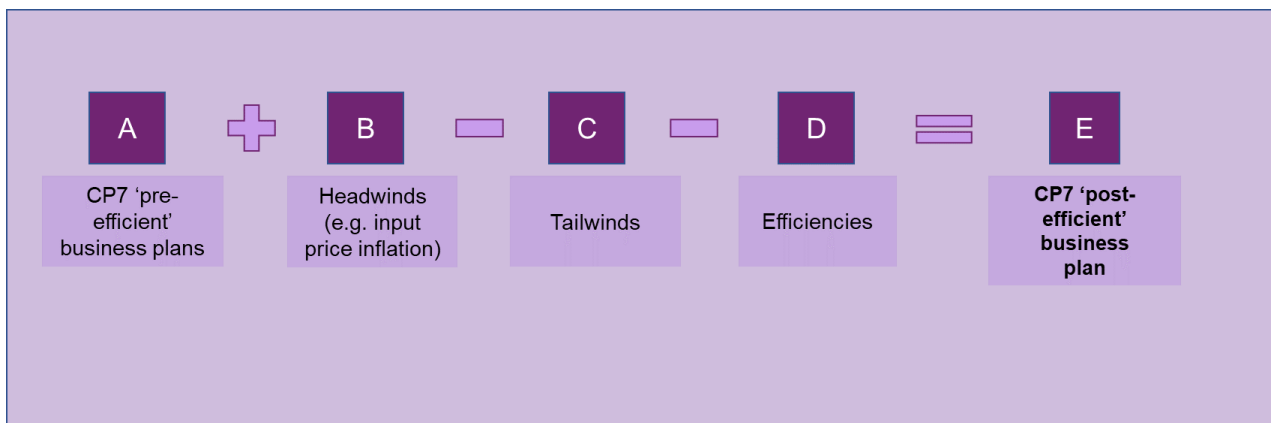 A
B
C
D
E
CP7 ‘pre-
efficient’
business plans
Headwinds
(e.g. input
price inflation)
Tailwinds
Efficiencies
CP7 ‘post-
efficient’
business
plan